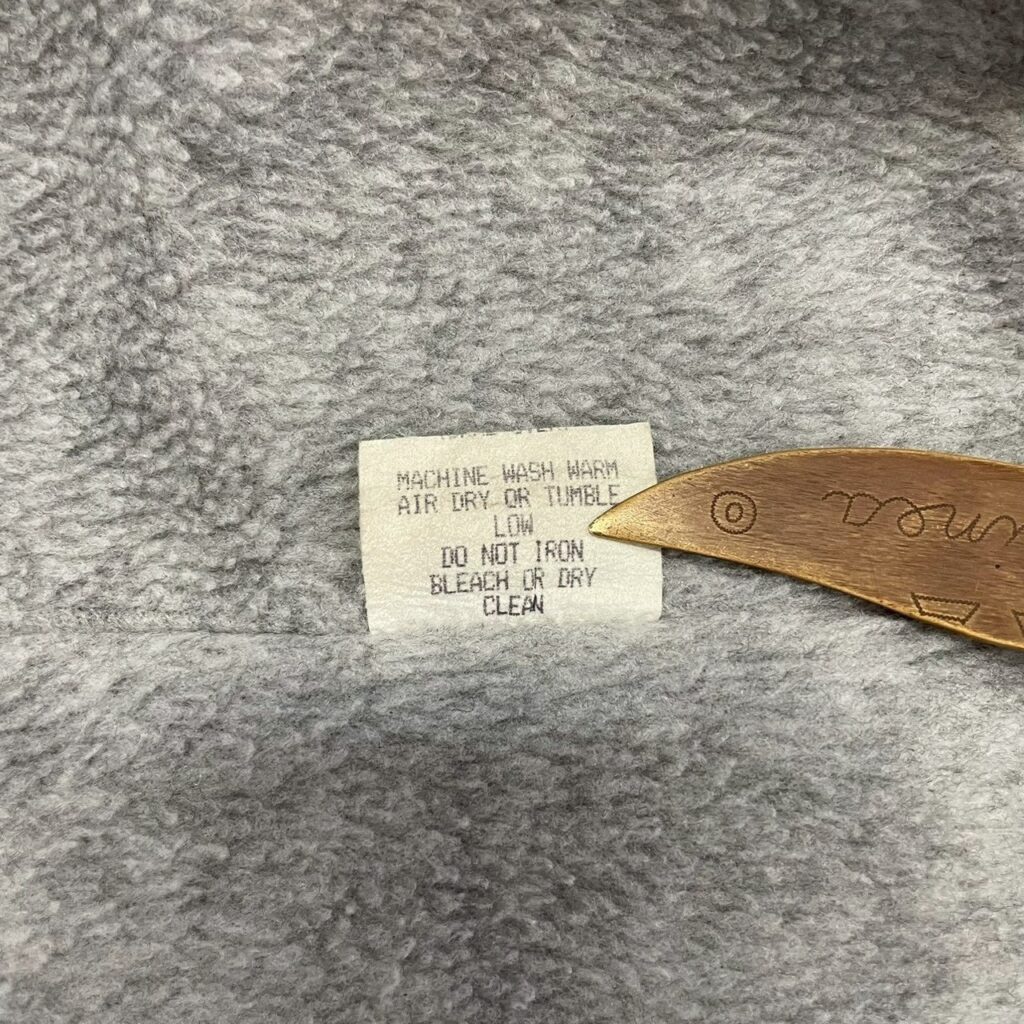 MACHINE WASH WARM
AIR DRY OR TUMBLE
LOW
DO NOT IRON
BLEACH OR DRY
CLEAN